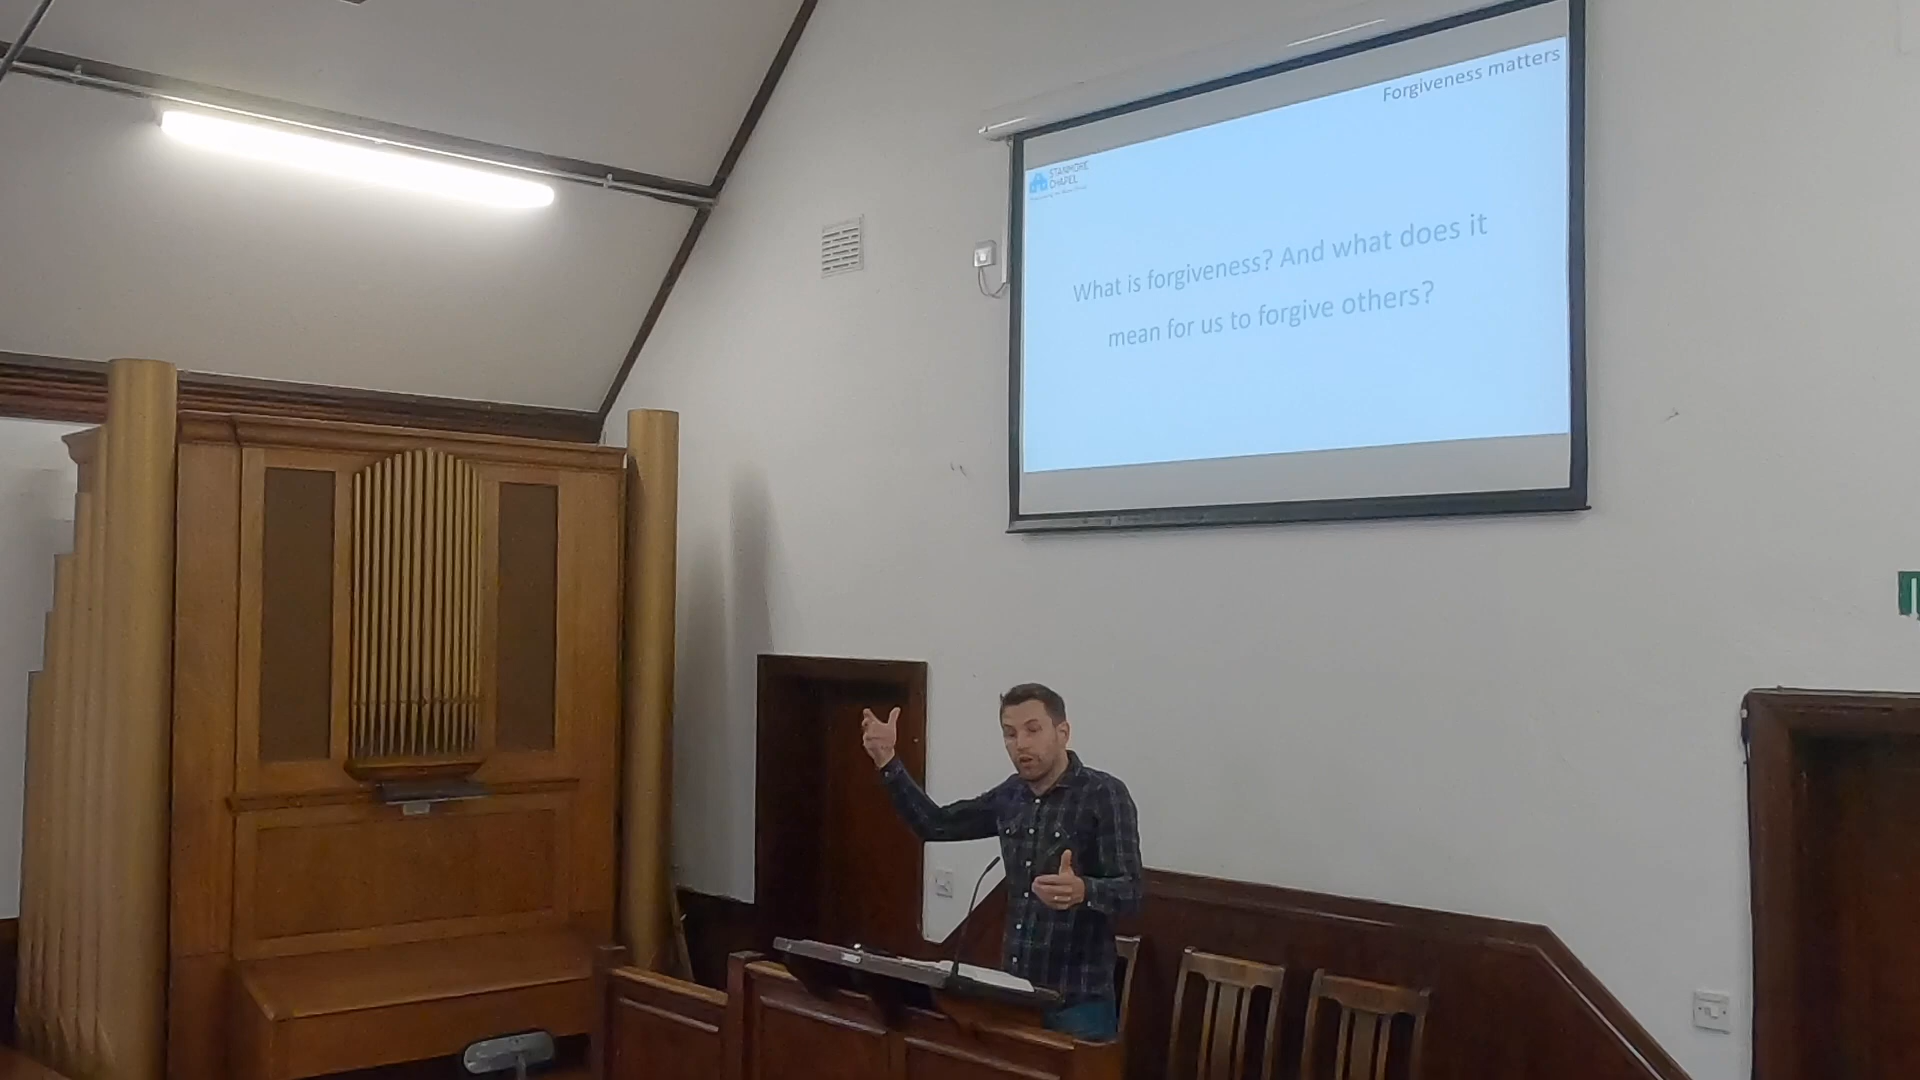 Forgiveness matters
STANMORE
CHAPEL
What is forgiveness? And what does it
mean for us to forgive others?